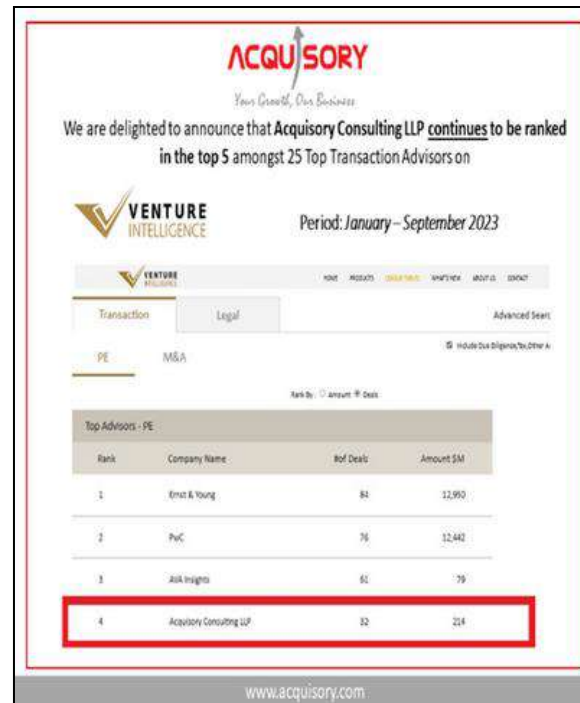 ACQUISORY
Your Growth, Our Business
We are delighted to announce that Acquisory Consulting LLP continues to be ranked
in the top 5 amongst 25 Top Transaction Advisors on
VENTURE
INTELLIGENCE
Period: January – September 2023
VENTURE
INTELLIGENCE
HOME PRODUCTS LEAGUE TABLES WHAT'S NEW ABOUT US CONTACT
Transaction Legal Advanced Searc
PE M&A
Include Due Diligence,Tax,Other A
Rank By : Amount Deals
Top Advisors - PE
Rank Company Name #of Deals Amount $M
1 Ernst & Young 84 12,950
2 PwC 76 12,442
3 AVA Insights 61 79
4 Acquisory Consulting LLP 32 214
www.acquisory.com